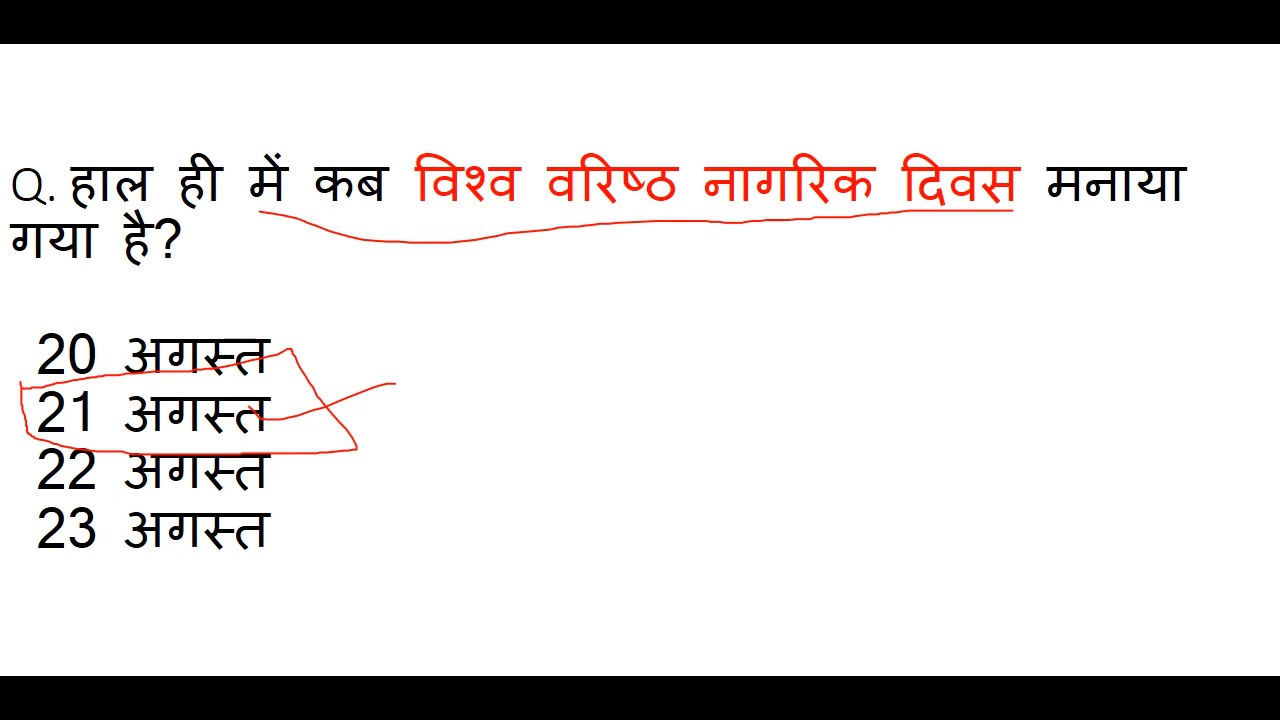 Q. हाल ही में कब विश्व वरिष्ठ नागरिक दिवस मनाया
गया है?
20 अगस्त
21 अगस्त
22 अगस्त
23 अगस्त